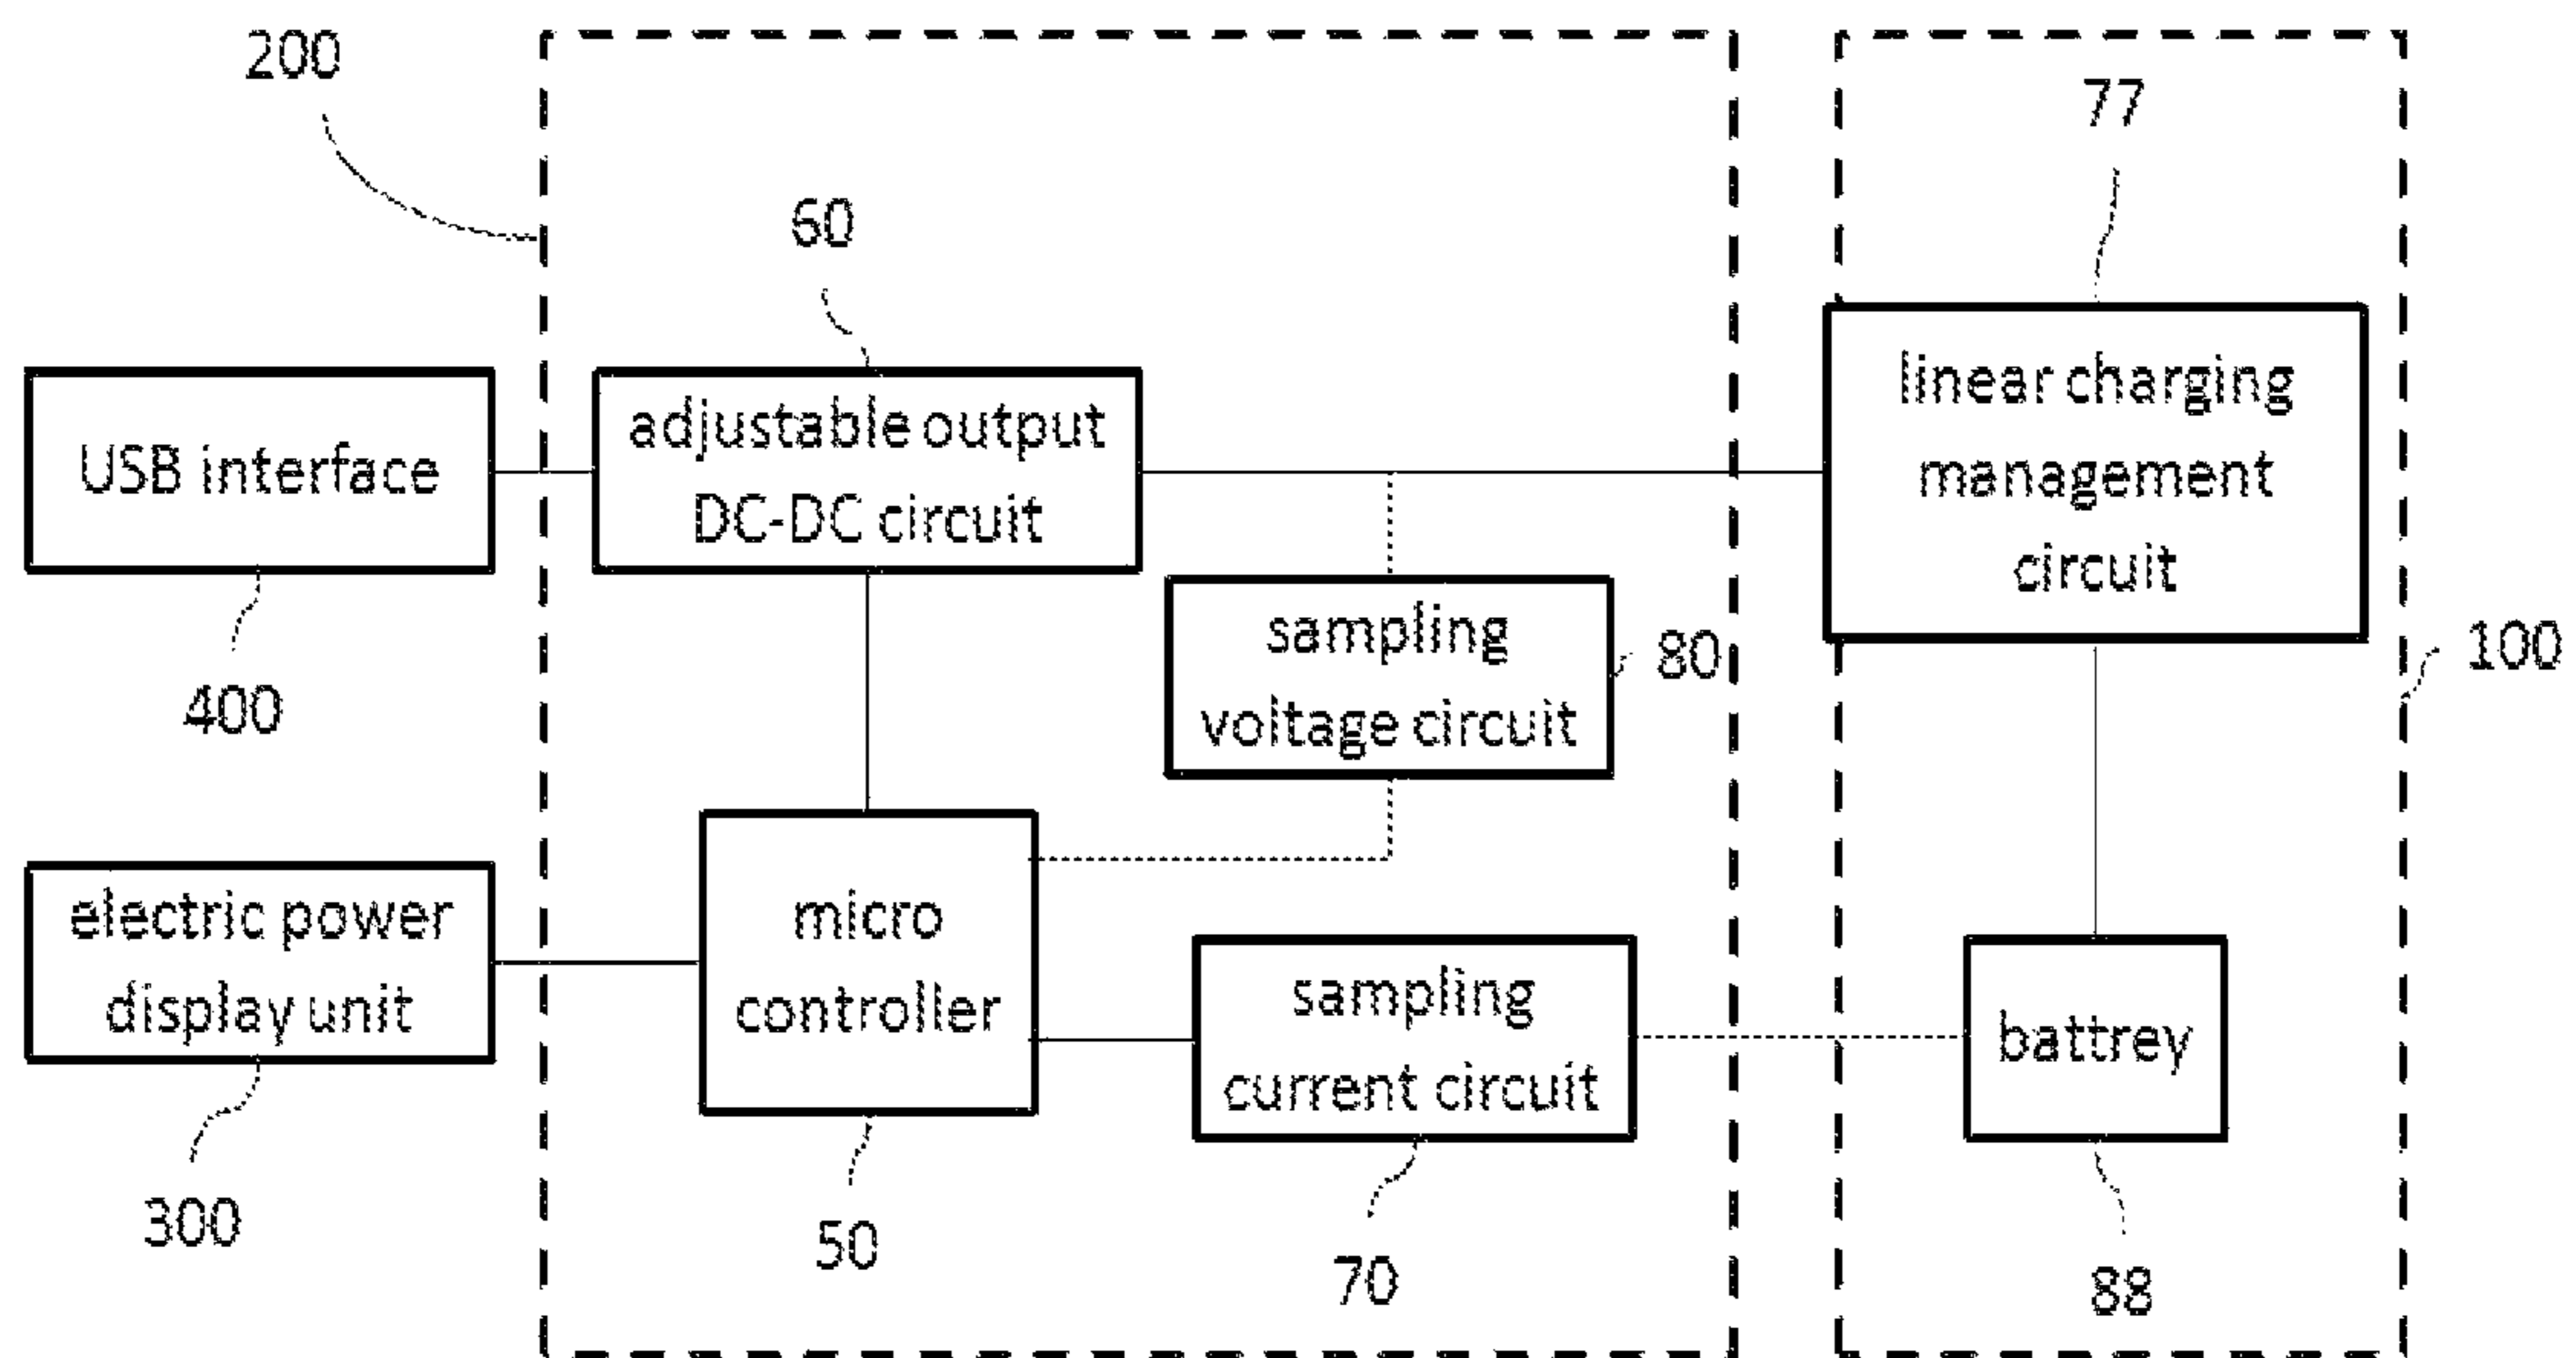 200
77
60
USB interface
adjustable output
DC-DC circuit
linear charging
management
circuit
400
sampling
voltage circuit
80
100
electric power
display unit
micro
controller
sampling
current circuit
battrey
300
50
70
88